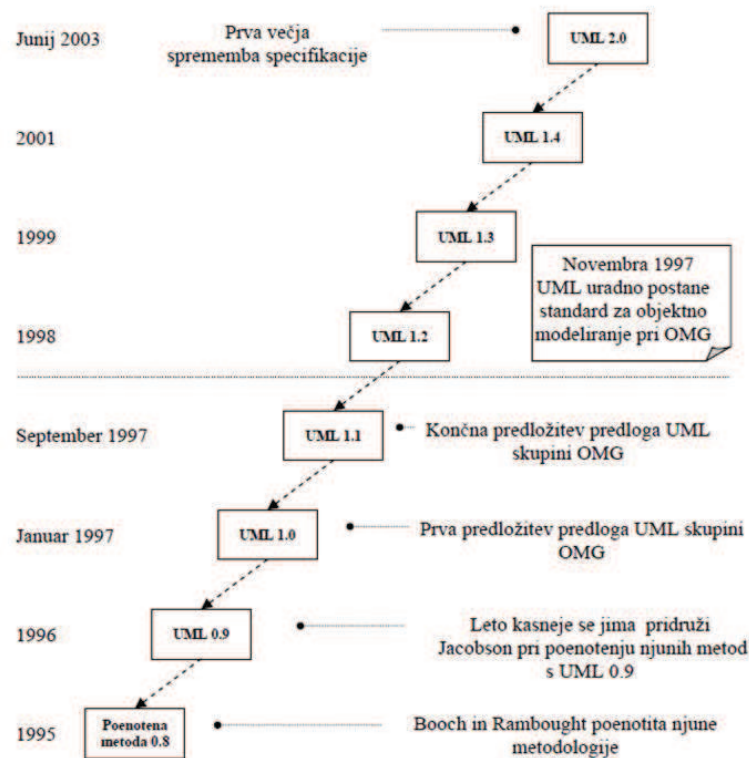 Junij 2003
Prva večja
spremenba specifikacije
UML 2.0
2001
UML 1.4
1999
UML 1.3
Novembra 1997
UML uradno postane
standard za objektno
modeliranje pri OMG
1998
UML 1.2
September 1997
UML 1.1
Končna predložitev predloga UML
skupini OMG
Januar 1997
UML 1.0
Prva predložitev predloga UML skupini
OMG
1996
UML 0.9
Leto kasneje se jima pridruži
Jacobson pri poenotenju njunih metod
s UML 0.9
1995
Poenotena
metoda 0.8
Booch in Rambought poenotita njune
metodologije